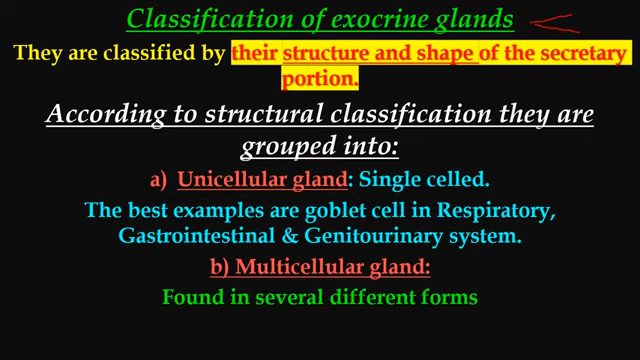 Classification of exocrine glands
They are classified by their structure and shape of the secretary
portion.
According to structural classification they are
grouped into:
a) Unicellular gland: Single celled.
The best examples are goblet cell in Respiratory,
Gastrointestinal & Genitourinary system.
b) Multicellular gland:
Found in several different forms